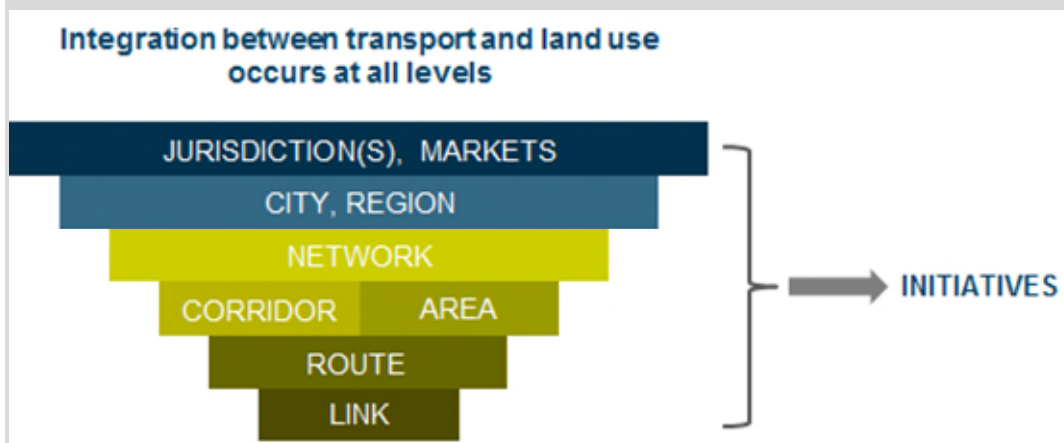 Integration between transport and land use
occurs at all levels
JURISDICTION(S), MARKETS
CITY, REGION
NETWORK
CORRIDOR AREA
ROUTE
LINK
INITIATIVES